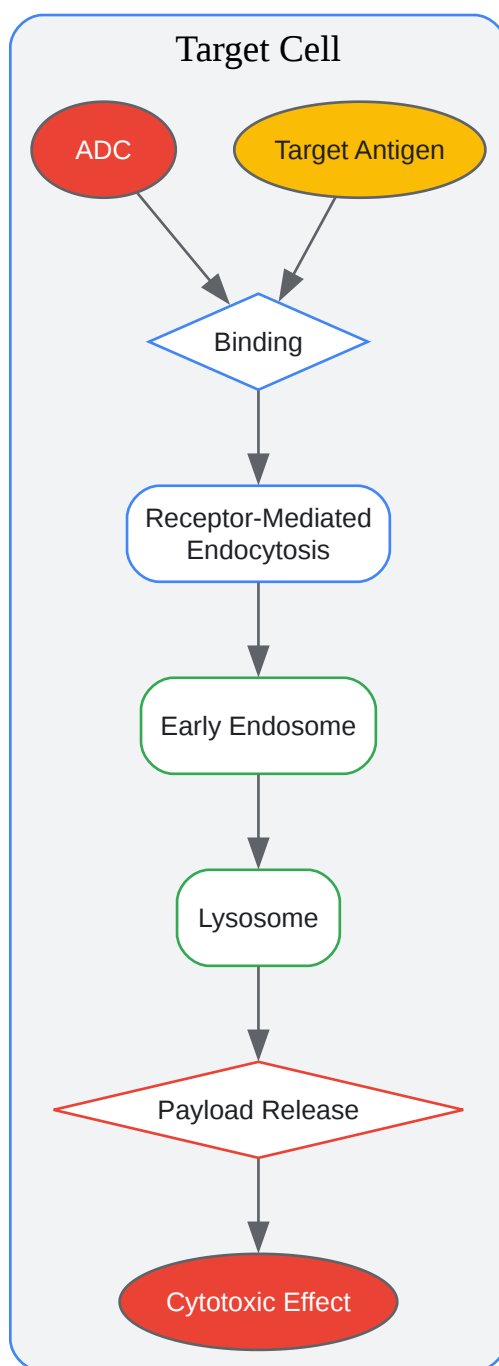 Target Cell
ADC
Target Antigen
Binding
Receptor-Mediated
Endocytosis
Early Endosome
Lysosome
Payload Release
Cytotoxic Effect